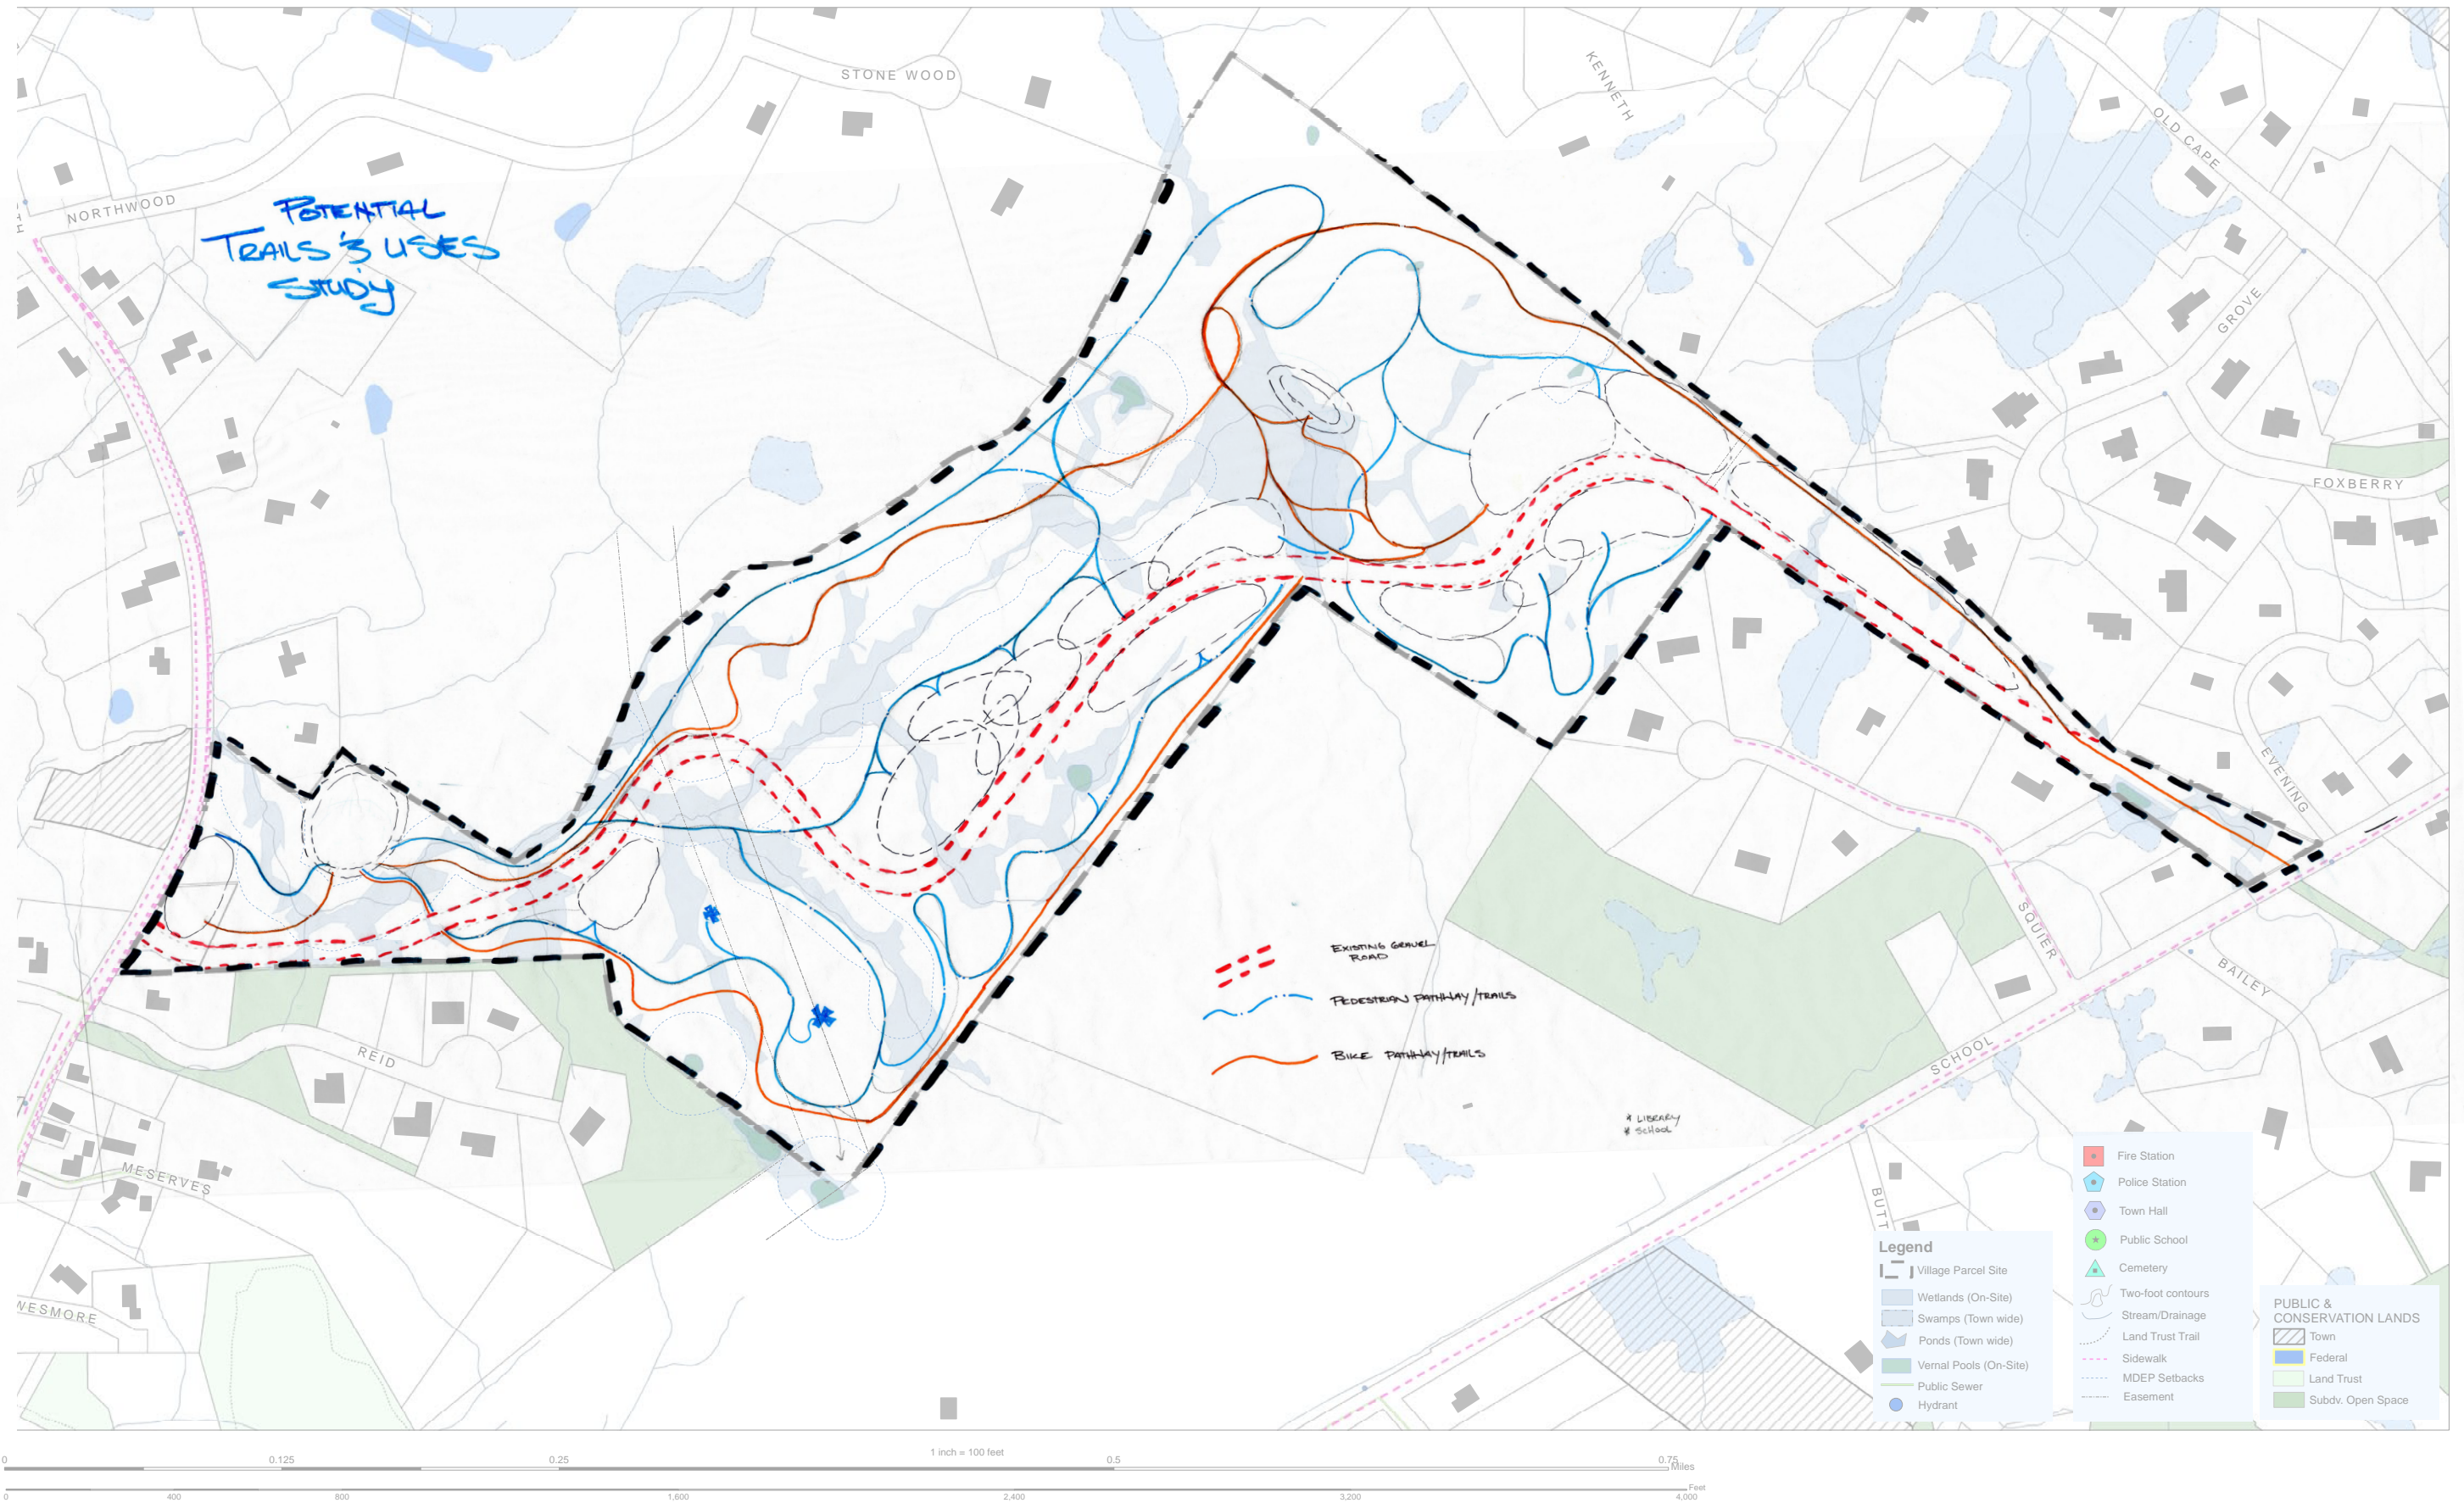 STONE WOOD
KENNETH
OLD CAPE
NORTHWOOD
POTENTIAL
TRAILS & USES
STUDY
GROVE
FOXBERRY
EVENING
SQUIER
BAILEY
SCHOOL
REID
MESERVES
WESMORE
BUTT
EXISTING GRAVEL
ROAD
PEDESTRIAN PATHWAY/TRAILS
BIKE PATHWAY/TRAILS
* LIBRARY
* SCHOOL
Legend
Village Parcel Site
Wetlands (On-Site)
Swamps (Town wide)
Ponds (Town wide)
Vernal Pools (On-Site)
Public Sewer
Hydrant
Fire Station
Police Station
Town Hall
Public School
Cemetery
Two-foot contours
Stream/Drainage
Land Trust Trail
Sidewalk
MDEP Setbacks
Easement
PUBLIC &
CONSERVATION LANDS
Town
Federal
Land Trust
Subdv. Open Space
1 inch = 100 feet
0 0.125 0.25 0.5 0.75 Miles
0 400 800 1,600 2,400 3,200 4,000 Feet